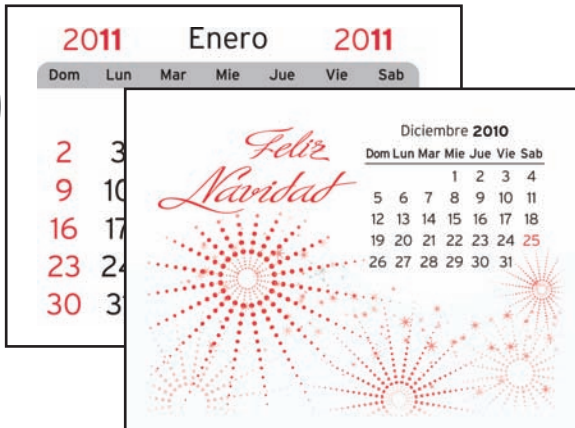 2011 Enero 2011
Dom Lun Mar Mie Jue Vie Sab
2 3
9 10
16 17
23 24
30 31
Feliz
Navidad
Diciembre 2010
Dom Lun Mar Mie Jue Vie Sab
1 2 3 4
5 6 7 8 9 10 11
12 13 14 15 16 17 18
19 20 21 22 23 24 25
26 27 28 29 30 31